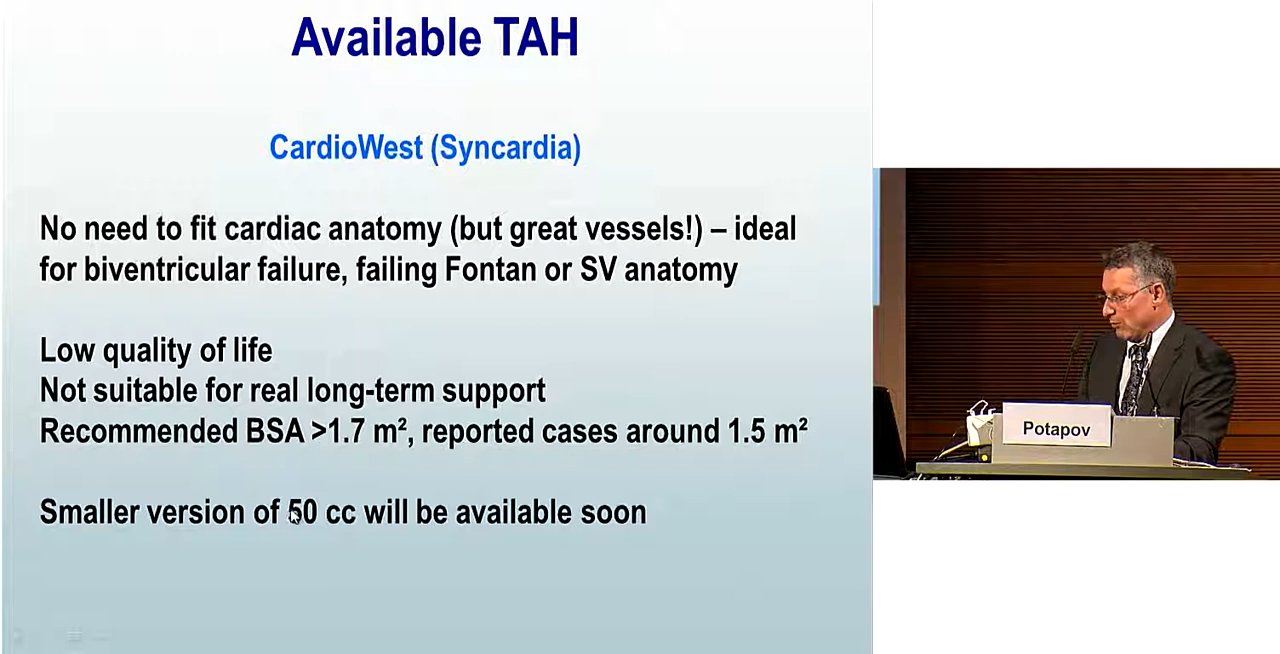 Available TAH
CardioWest (Syncardia)
No need to fit cardiac anatomy (but great vessels!) – ideal
for biventricular failure, failing Fontan or SV anatomy
Low quality of life
Not suitable for real long-term support
Recommended BSA >1.7 m², reported cases around 1.5 m²
Smaller version of 50 cc will be available soon
Potapov